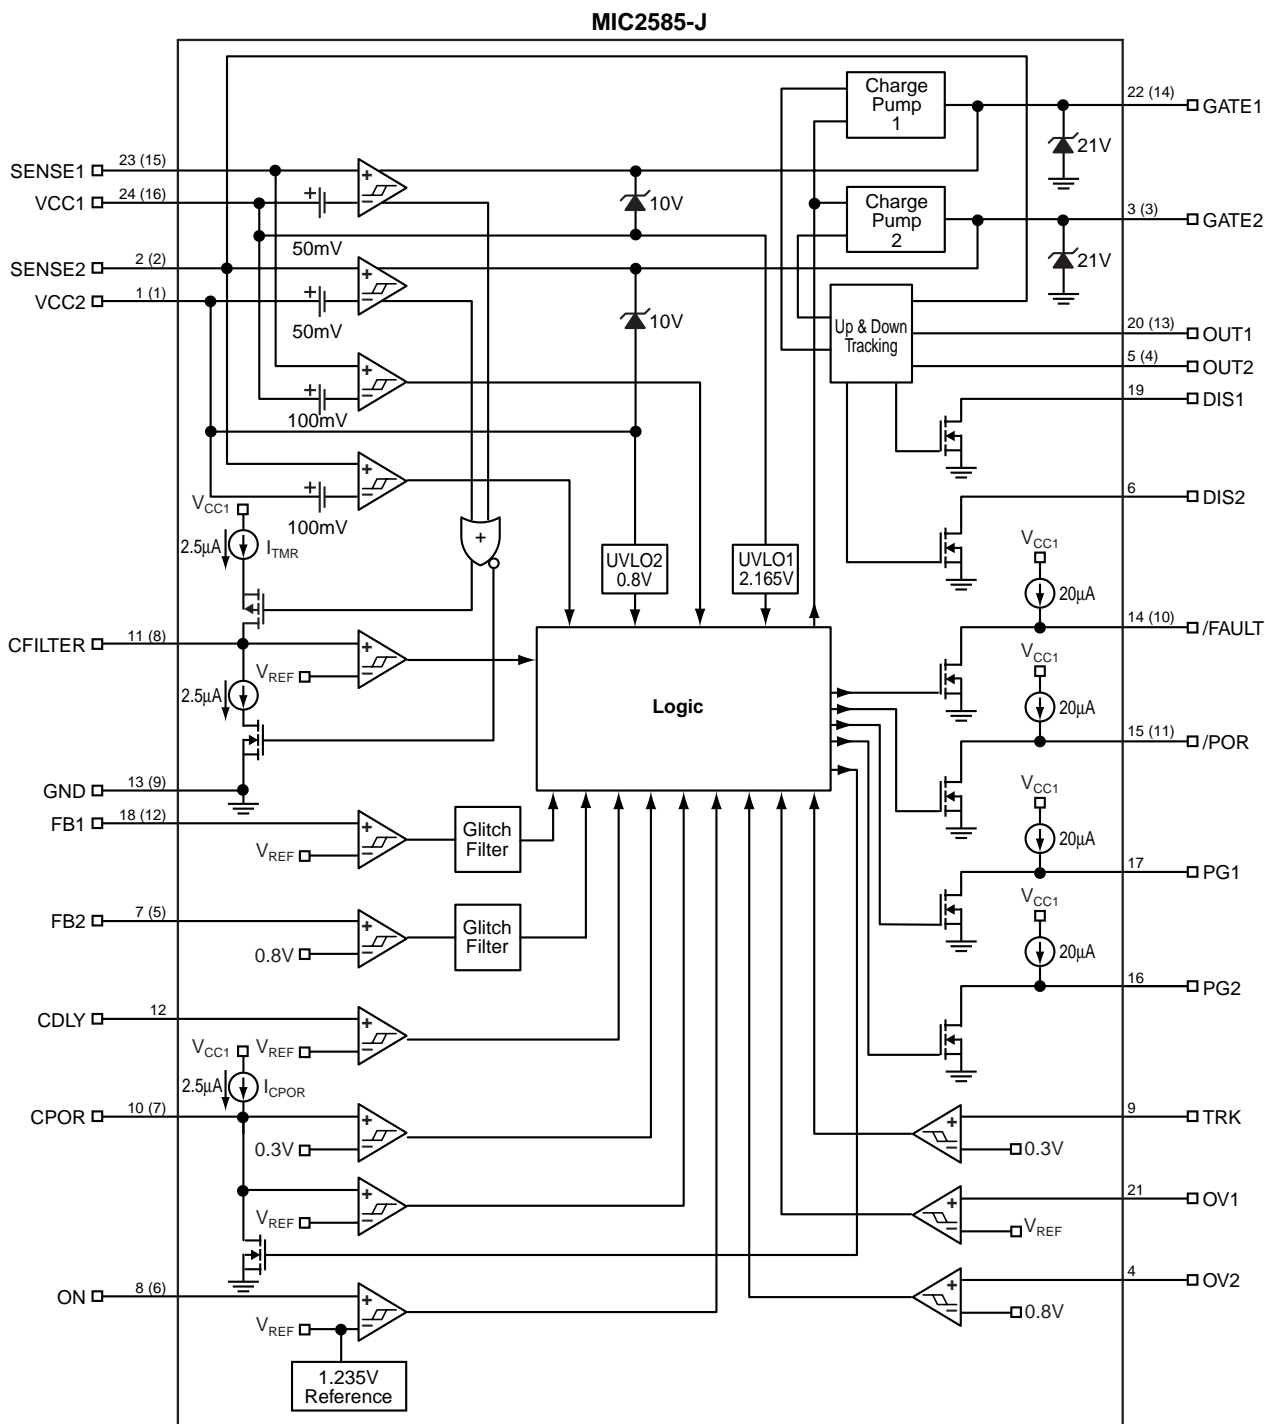 MIC2585-J
Charge
Pump
1
22 (14)
GATE1
21V
SENSE1
23 (15)
+
–
VCC1
24 (16)
+
50mV
10V
Charge
Pump
2
3 (3)
GATE2
21V
SENSE2
2 (2)
+
–
VCC2
1 (1)
+
50mV
10V
Up & Down
Tracking
20 (13)
OUT1
5 (4)
OUT2
+
–
+
100mV
19
DIS1
+
–
+
100mV
6
DIS2
VCC1
2.5µA
ITMR
+
UVLO2
0.8V
UVLO1
2.165V
VCC1
20µA
14 (10)
/FAULT
CFILTER
11 (8)
+
–
VREF
2.5µA
Logic
VCC1
20µA
15 (11)
/POR
GND
13 (9)
FB1
18 (12)
+
–
VREF
Glitch
Filter
VCC1
20µA
17
PG1
FB2
7 (5)
+
–
0.8V
Glitch
Filter
VCC1
20µA
16
PG2
CDLY
12
+
–
VREF
VCC1
2.5µA
ICPOR
CPOR
10 (7)
+
–
0.3V
9
TRK
+
–
0.3V
+
–
VREF
21
OV1
+
–
VREF
ON
8 (6)
+
–
VREF
4
OV2
+
–
0.8V
1.235V
Reference